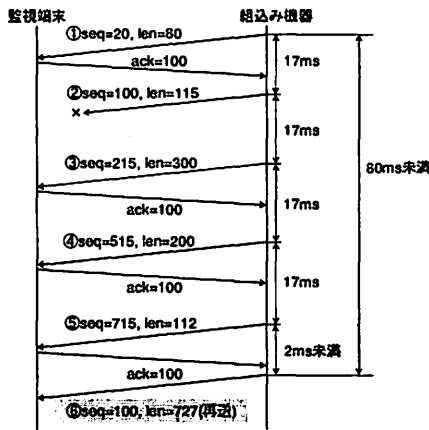 監視端末 組込み機器
①seq=20, len=80
ack=100
17ms
②seq=100, len=115
×
17ms
③seq=215, len=300
80ms未満
ack=100
17ms
④seq=515, len=200
ack=100
17ms
⑤seq=715, len=112
2ms未満
ack=100
⑥seq=100, len=727(再送)